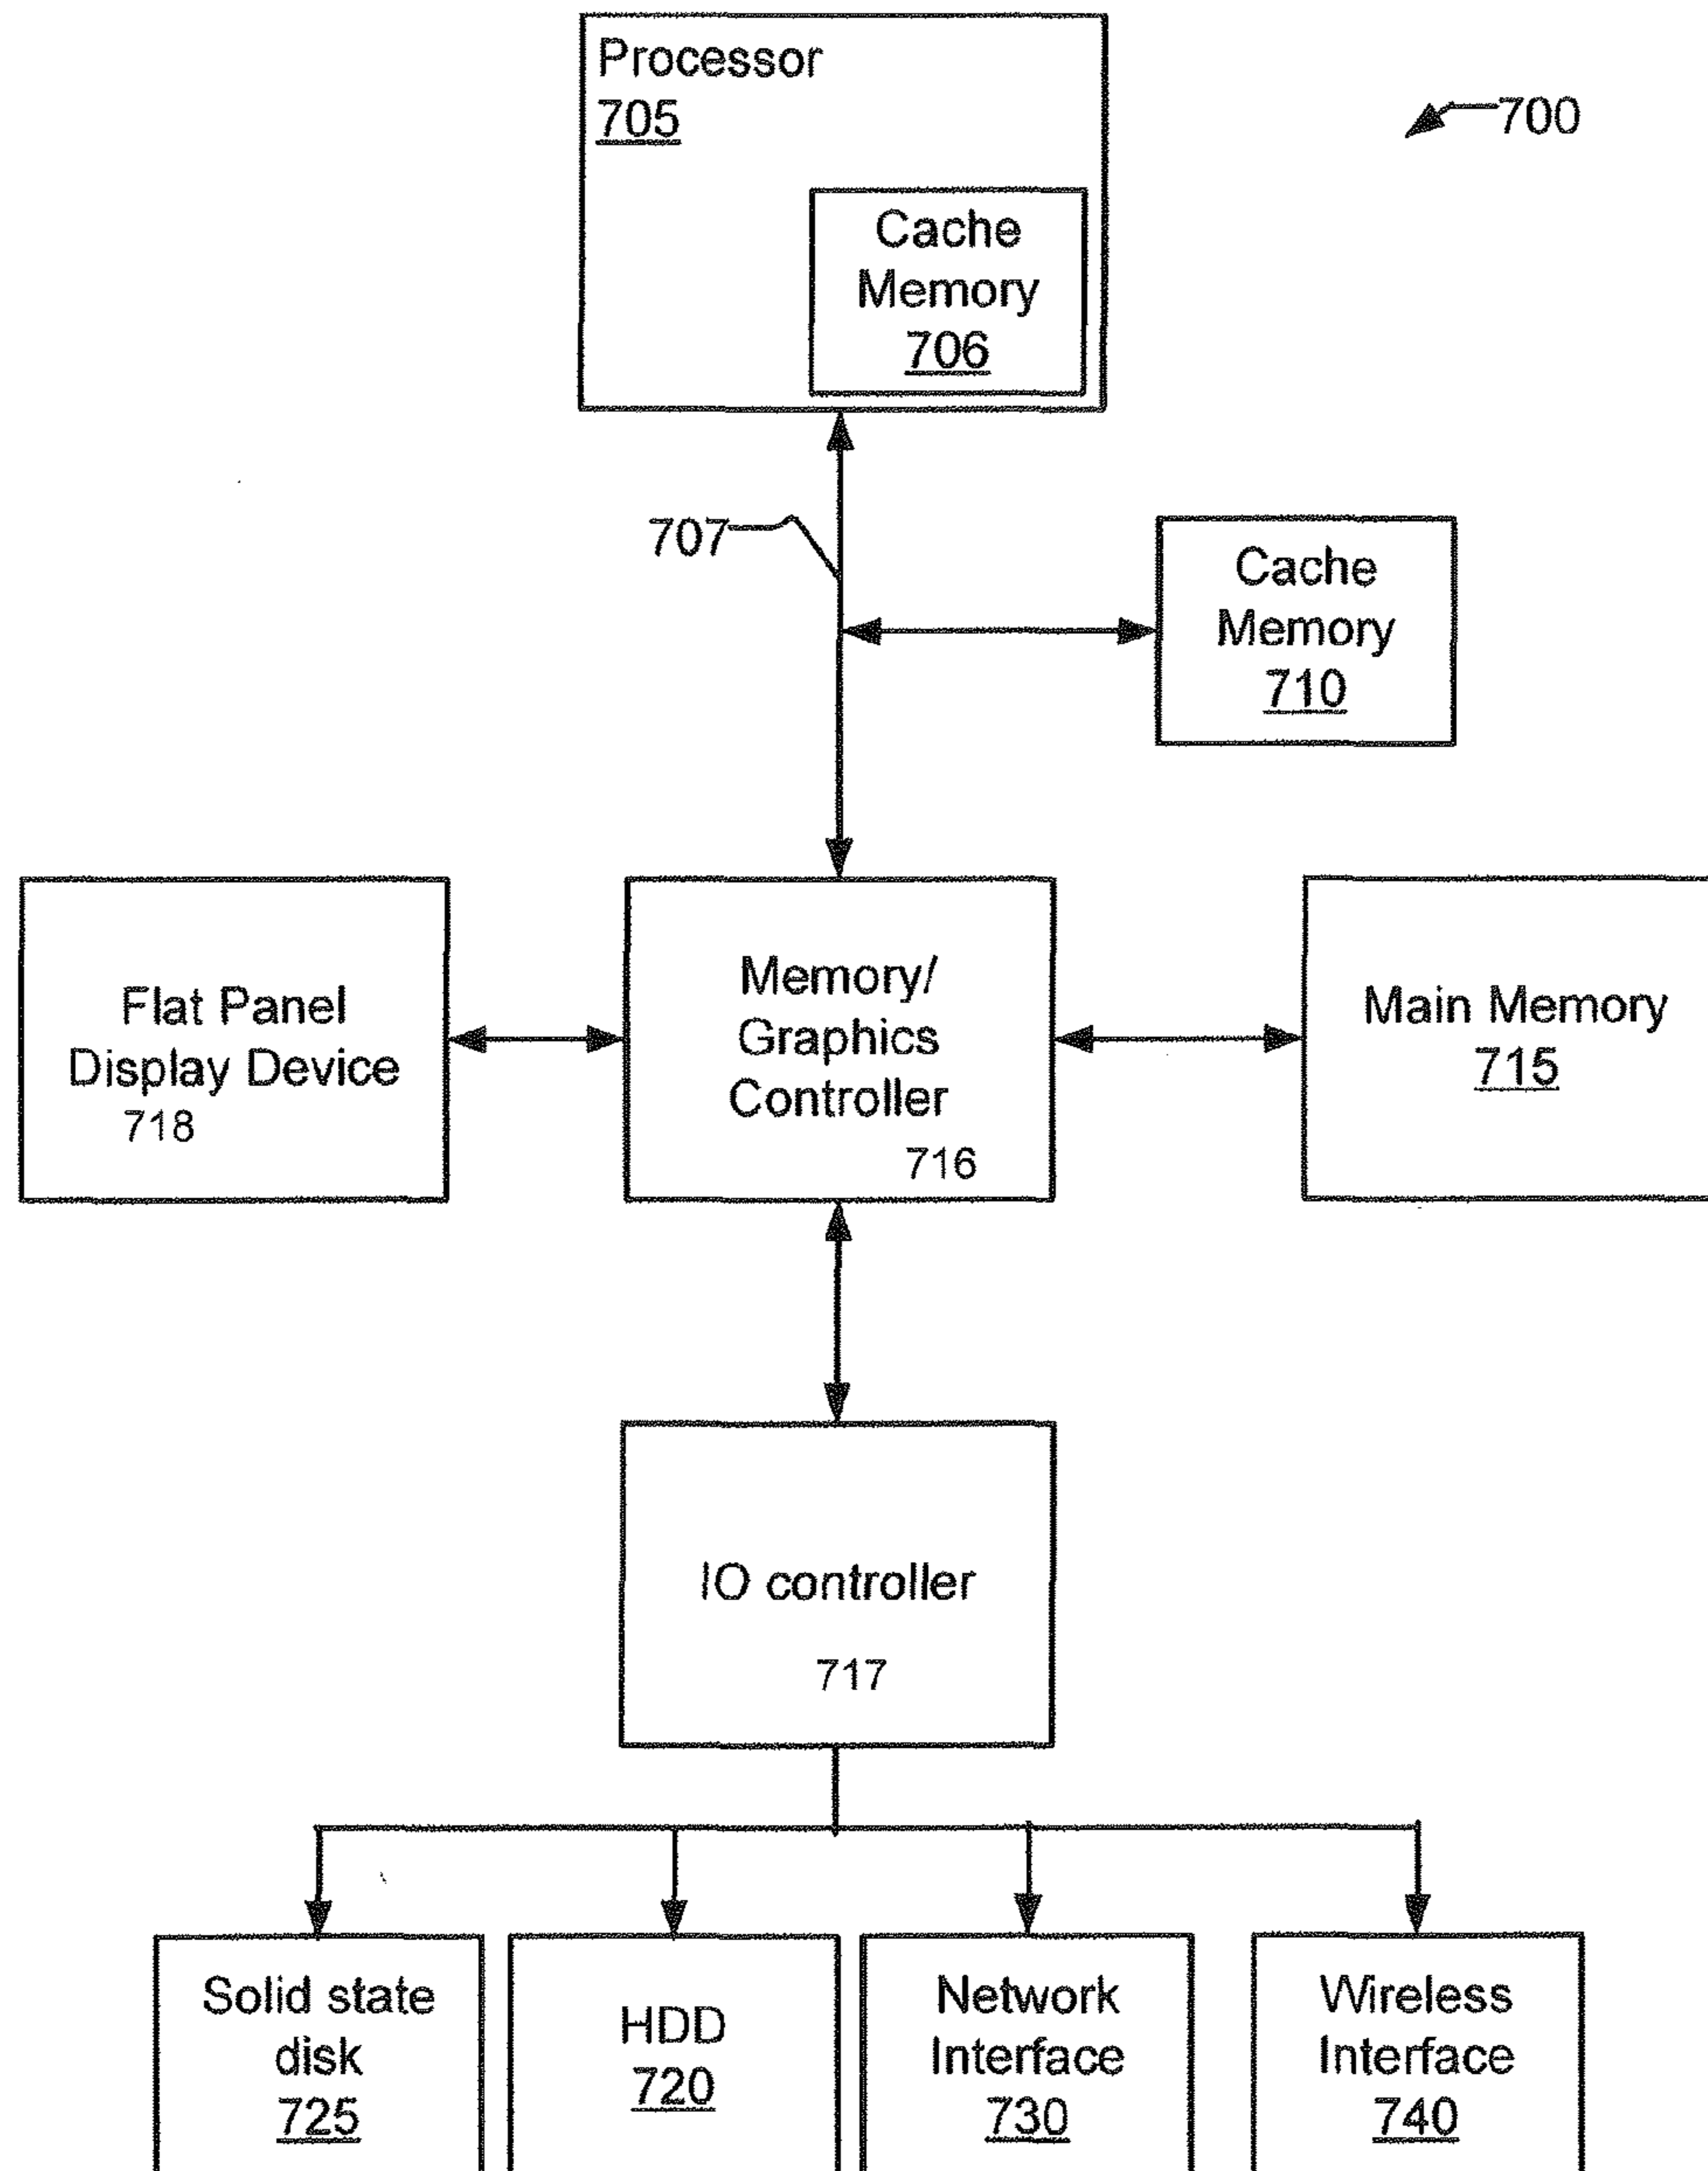 Processor
705
700
Cache
Memory
706
707
Cache
Memory
710
Flat Panel
Display Device
718
Memory/
Graphics
Controller
716
Main Memory
715
IO controller
717
Solid state
disk
725
HDD
720
Network
Interface
730
Wireless
Interface
740